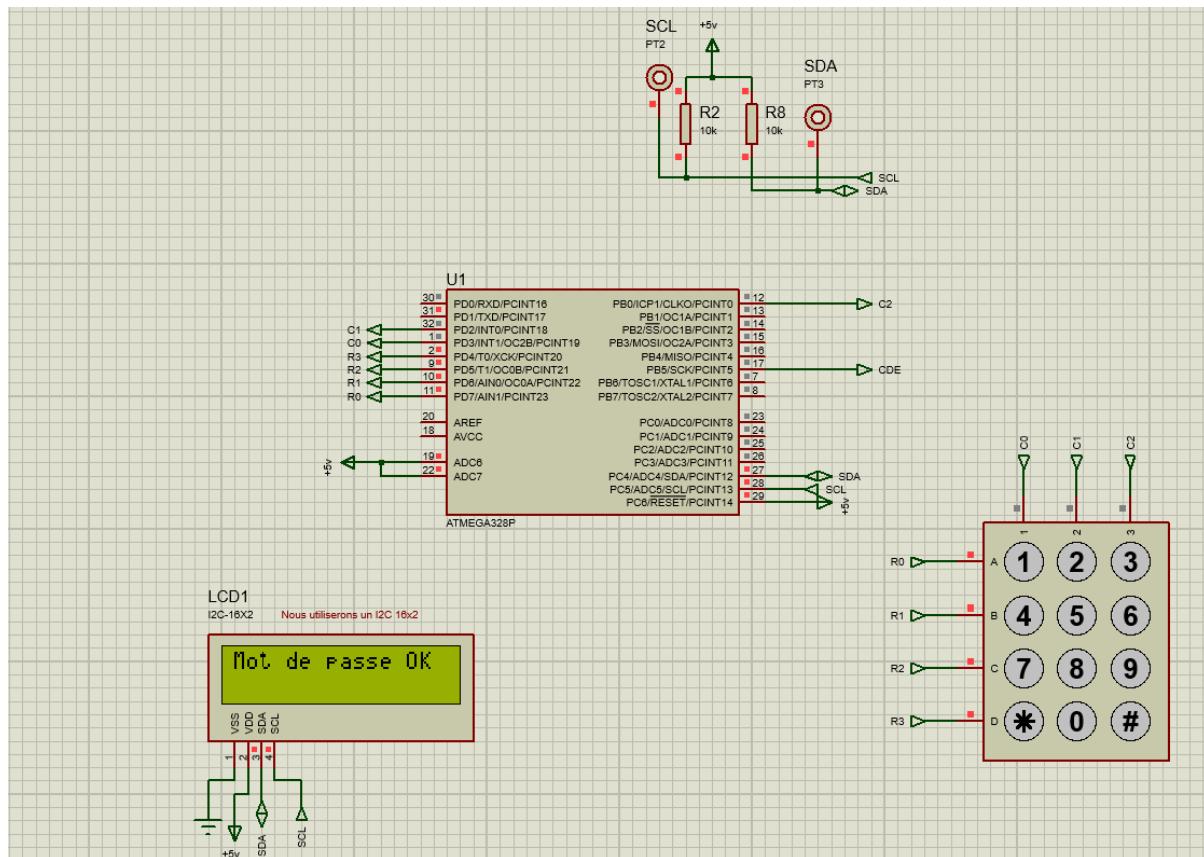 SCL
PT2
+5v
SDA
PT3
R2
10k
R8
10k
SCL
SDA
U1
30 PD0/RXD/PCINT16 PB0/ICP1/CLKO/PCINT0 12 C2
31 PD1/TXD/PCINT17 PB1/OC1A/PCINT1 13
C1 32 PD2/INT0/PCINT18 PB2/SS/OC1B/PCINT2 14
C0 1 PD3/INT1/OC2B/PCINT19 PB3/MOSI/OC2A/PCINT3 15
R3 2 PD4/T0/XCK/PCINT20 PB4/MISO/PCINT4 16
R2 9 PD5/T1/OC0B/PCINT21 PB5/SCK/PCINT5 17 CDE
R1 10 PD6/AIN0/OC0A/PCINT22 PB6/TOSC1/XTAL1/PCINT6 7
R0 11 PD7/AIN1/PCINT23 PB7/TOSC2/XTAL2/PCINT7 8
20 AREF PC0/ADC0/PCINT8 23
18 AVCC PC1/ADC1/PCINT9 24
PC2/ADC2/PCINT10 25
+5v 19 ADC6 PC3/ADC3/PCINT11 26
22 ADC7 PC4/ADC4/SDA/PCINT12 27 SDA
PC5/ADC5/SCL/PCINT13 28 SCL
PC6/RESET/PCINT14 29 +5v
ATMEGA328P
C0 C1 C2
1 2 3
R0 A 1 2 3
R1 B 4 5 6
R2 C 7 8 9
R3 D * 0 #
LCD1
I2C-16X2 Nous utiliserons un I2C 16x2
Mot de passe OK
VSS VDD SDA SCL
1 2 3 4
+5v SDA SCL